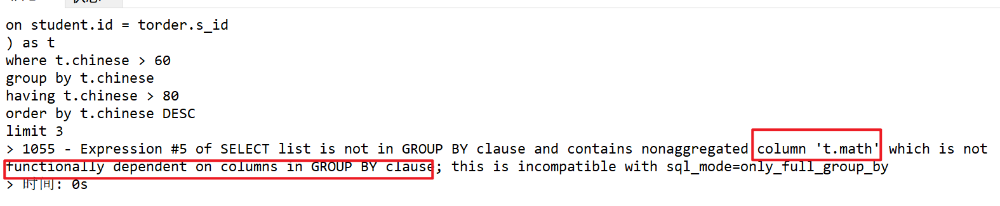 on student.id = torder.s_id
) as t
where t.chinese > 60
group by t.chinese
having t.chinese > 80
order by t.chinese DESC
limit 3
> 1055 - Expression #5 of SELECT list is not in GROUP BY clause and contains nonaggregated column 't.math' which is not
functionally dependent on columns in GROUP BY clause; this is incompatible with sql_mode=only_full_group_by
> 时间: 0s